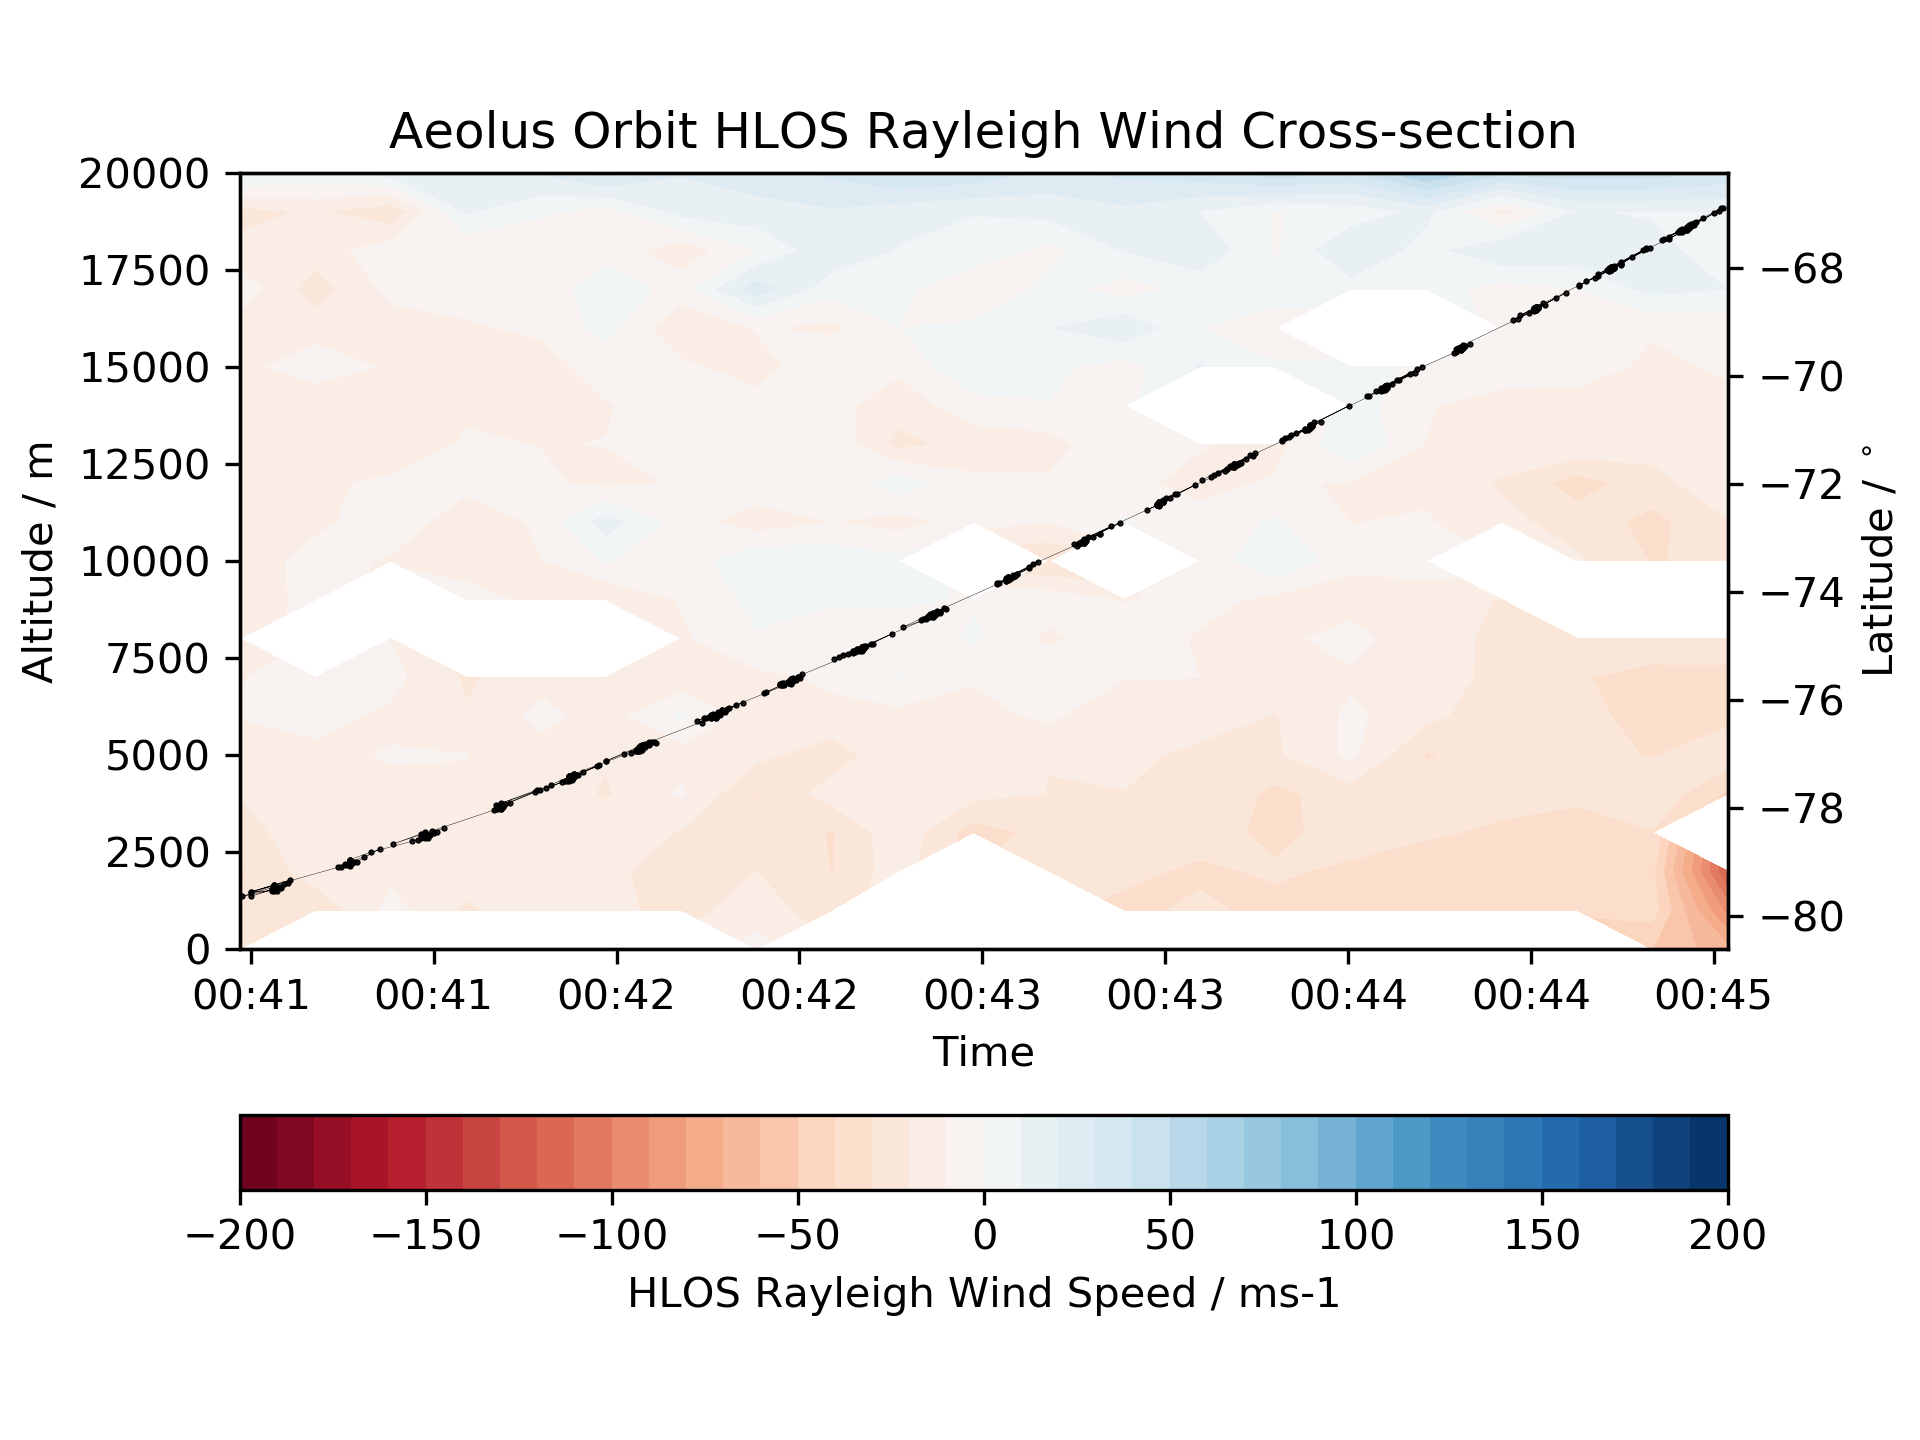 Aeolus Orbit HLOS Rayleigh Wind Cross-section
20000
17500
15000
12500
10000
7500
5000
2500
0
Altitude / m
−68
−70
−72
−74
−76
−78
−80
Latitude / °
00:41 00:41 00:42 00:42 00:43 00:43 00:44 00:44 00:45
Time
−200 −150 −100 −50 0 50 100 150 200
HLOS Rayleigh Wind Speed / ms-1